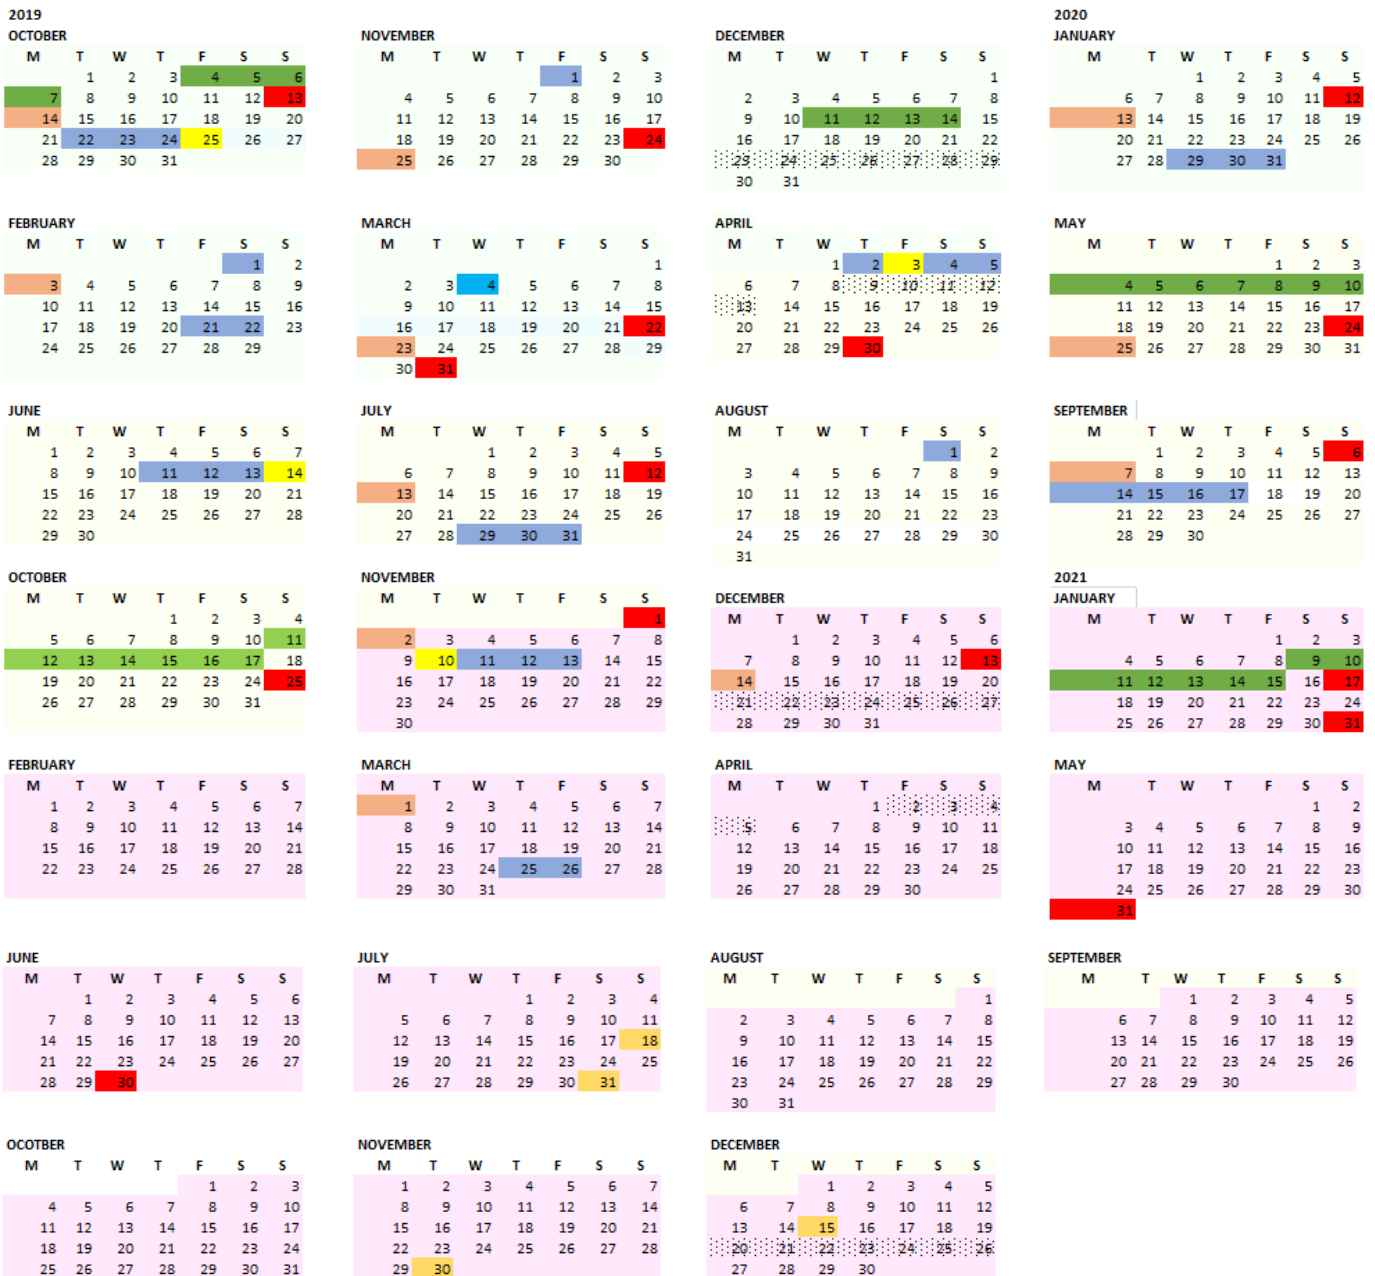 2019
OCTOBER
M T W T F S S
1 2 3 4 5 6
7 8 9 10 11 12 13
14 15 16 17 18 19 20
21 22 23 24 25 26 27
28 29 30 31
NOVEMBER
M T W T F S S
1 2 3
4 5 6 7 8 9 10
11 12 13 14 15 16 17
18 19 20 21 22 23 24
25 26 27 28 29 30
DECEMBER
M T W T F S S
1
2 3 4 5 6 7 8
9 10 11 12 13 14 15
16 17 18 19 20 21 22
23 24 25 26 27 28 29
30 31
2020
JANUARY
M T W T F S S
1 2 3 4 5
6 7 8 9 10 11 12
13 14 15 16 17 18 19
20 21 22 23 24 25 26
27 28 29 30 31
FEBRUARY
M T W T F S S
1 2
3 4 5 6 7 8 9
10 11 12 13 14 15 16
17 18 19 20 21 22 23
24 25 26 27 28 29
MARCH
M T W T F S S
1
2 3 4 5 6 7 8
9 10 11 12 13 14 15
16 17 18 19 20 21 22
23 24 25 26 27 28 29
30 31
APRIL
M T W T F S S
1 2 3 4 5
6 7 8 9 10 11 12
13 14 15 16 17 18 19
20 21 22 23 24 25 26
27 28 29 30
MAY
M T W T F S S
1 2 3
4 5 6 7 8 9 10
11 12 13 14 15 16 17
18 19 20 21 22 23 24
25 26 27 28 29 30 31
JUNE
M T W T F S S
1 2 3 4 5 6 7
8 9 10 11 12 13 14
15 16 17 18 19 20 21
22 23 24 25 26 27 28
29 30
JULY
M T W T F S S
1 2 3 4 5
6 7 8 9 10 11 12
13 14 15 16 17 18 19
20 21 22 23 24 25 26
27 28 29 30 31
AUGUST
M T W T F S S
1 2
3 4 5 6 7 8 9
10 11 12 13 14 15 16
17 18 19 20 21 22 23
24 25 26 27 28 29 30
31
SEPTEMBER
M T W T F S S
1 2 3 4 5 6
7 8 9 10 11 12 13
14 15 16 17 18 19 20
21 22 23 24 25 26 27
28 29 30
OCTOBER
M T W T F S S
1 2 3 4
5 6 7 8 9 10 11
12 13 14 15 16 17 18
19 20 21 22 23 24 25
26 27 28 29 30 31
NOVEMBER
M T W T F S S
1
2 3 4 5 6 7 8
9 10 11 12 13 14 15
16 17 18 19 20 21 22
23 24 25 26 27 28 29
30
DECEMBER
M T W T F S S
1 2 3 4 5 6
7 8 9 10 11 12 13
14 15 16 17 18 19 20
21 22 23 24 25 26 27
28 29 30 31
2021
JANUARY
M T W T F S S
1 2 3
4 5 6 7 8 9 10
11 12 13 14 15 16 17
18 19 20 21 22 23 24
25 26 27 28 29 30 31
FEBRUARY
M T W T F S S
1 2 3 4 5 6 7
8 9 10 11 12 13 14
15 16 17 18 19 20 21
22 23 24 25 26 27 28
MARCH
M T W T F S S
1 2 3 4 5 6 7
8 9 10 11 12 13 14
15 16 17 18 19 20 21
22 23 24 25 26 27 28
29 30 31
APRIL
M T W T F S S
1 2 3 4
5 6 7 8 9 10 11
12 13 14 15 16 17 18
19 20 21 22 23 24 25
26 27 28 29 30
MAY
M T W T F S S
1 2
3 4 5 6 7 8 9
10 11 12 13 14 15 16
17 18 19 20 21 22 23
24 25 26 27 28 29 30
31
JUNE
M T W T F S S
1 2 3 4 5 6
7 8 9 10 11 12 13
14 15 16 17 18 19 20
21 22 23 24 25 26 27
28 29 30
JULY
M T W T F S S
1 2 3 4
5 6 7 8 9 10 11
12 13 14 15 16 17 18
19 20 21 22 23 24 25
26 27 28 29 30 31
AUGUST
M T W T F S S
1
2 3 4 5 6 7 8
9 10 11 12 13 14 15
16 17 18 19 20 21 22
23 24 25 26 27 28 29
30 31
SEPTEMBER
M T W T F S S
1 2 3 4 5
6 7 8 9 10 11 12
13 14 15 16 17 18 19
20 21 22 23 24 25 26
27 28 29 30
OCOTBER
M T W T F S S
1 2 3
4 5 6 7 8 9 10
11 12 13 14 15 16 17
18 19 20 21 22 23 24
25 26 27 28 29 30 31
NOVEMBER
M T W T F S S
1 2 3 4 5 6 7
8 9 10 11 12 13 14
15 16 17 18 19 20 21
22 23 24 25 26 27 28
29 30
DECEMBER
M T W T F S S
1 2 3 4 5
6 7 8 9 10 11 12
13 14 15 16 17 18 19
20 21 22 23 24 25 26
27 28 29 30